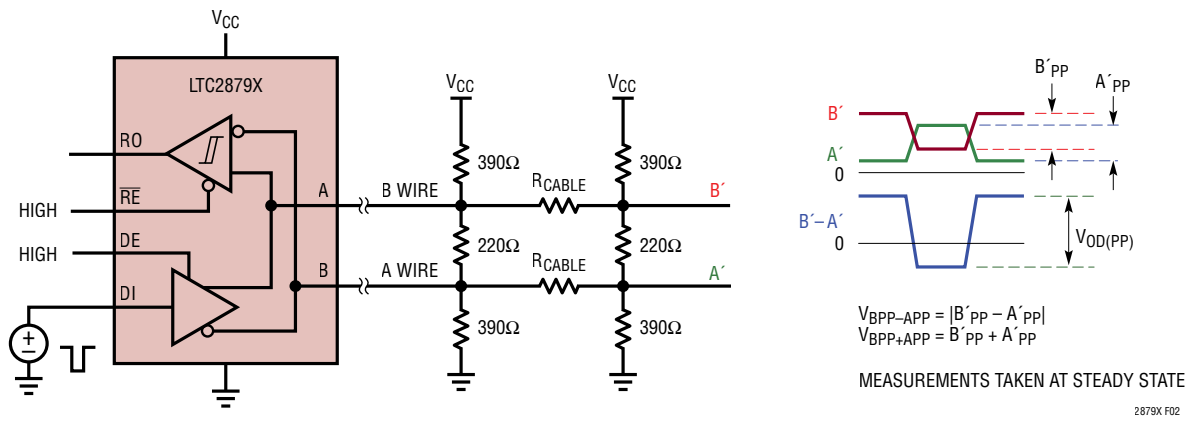 VCC
LTC2879X
RO
RE
HIGH
DE
HIGH
DI
+
−
A
B
B WIRE
A WIRE
VCC
390Ω
220Ω
390Ω
RCABLE
RCABLE
VCC
390Ω
220Ω
390Ω
B´
A´
B´PP
A´PP
B´
A´
0
B´– A´
0
VOD(PP)
VBPP–APP = |B´PP – A´PP|
VBPP+APP = B´PP + A´PP
MEASUREMENTS TAKEN AT STEADY STATE
2879X F02